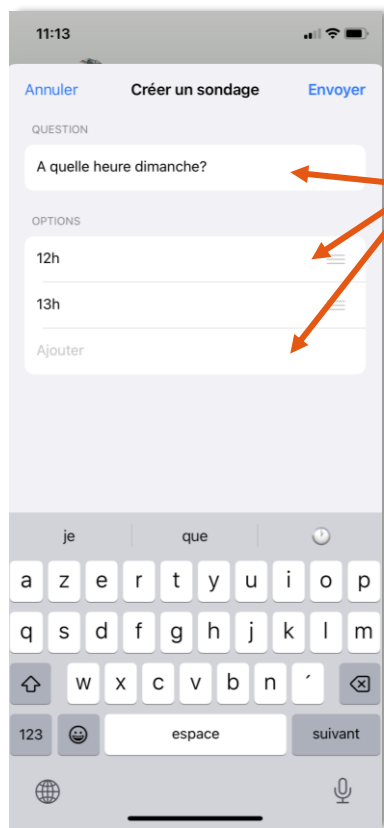 11:13
Annuler Créer un sondage Envoyer
QUESTION
A quelle heure dimanche?
OPTIONS
12h
13h
Ajouter
je que
a z e r t y u i o p
q s d f g h j k l m
w x c v b n ´
123 espace suivant